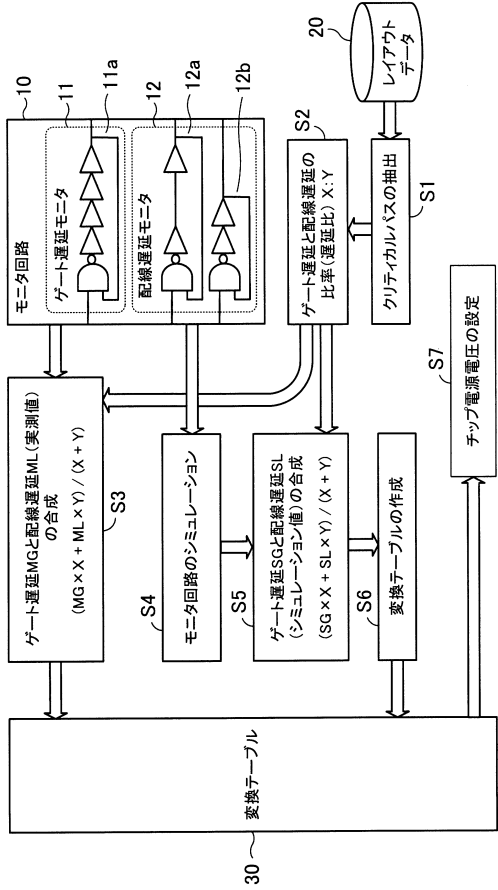 10
モニタ回路
11
ゲート遅延モニタ
11a
12
配線遅延モニタ
12a
12b
20
レイアウト
データ
S1
クリティカルパスの抽出
S2
ゲート遅延と配線遅延の
比率(遅延比) X:Y
S3
ゲート遅延MGと配線遅延ML(実測値)
の合成
(MG×X + ML×Y) / (X + Y)
S4
モニタ回路のシミュレーション
S5
ゲート遅延SGと配線遅延SL
(シミュレーション値)の合成
(SG×X + SL×Y) / (X + Y)
S6
変換テーブルの作成
S7
チップ電源電圧の設定
変換テーブル
30